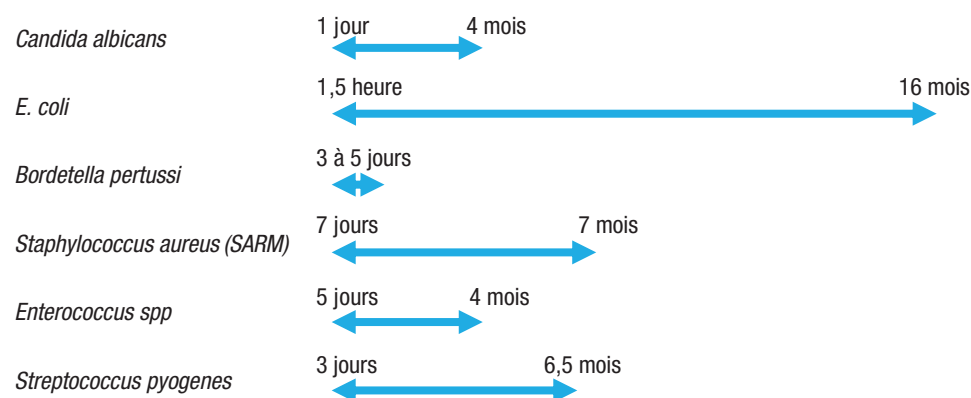 Candida albicans 1 jour 4 mois
E. coli 1,5 heure 16 mois
Bordetella pertussi 3 à 5 jours
Staphylococcus aureus (SARM) 7 jours 7 mois
Enterococcus spp 5 jours 4 mois
Streptococcus pyogenes 3 jours 6,5 mois